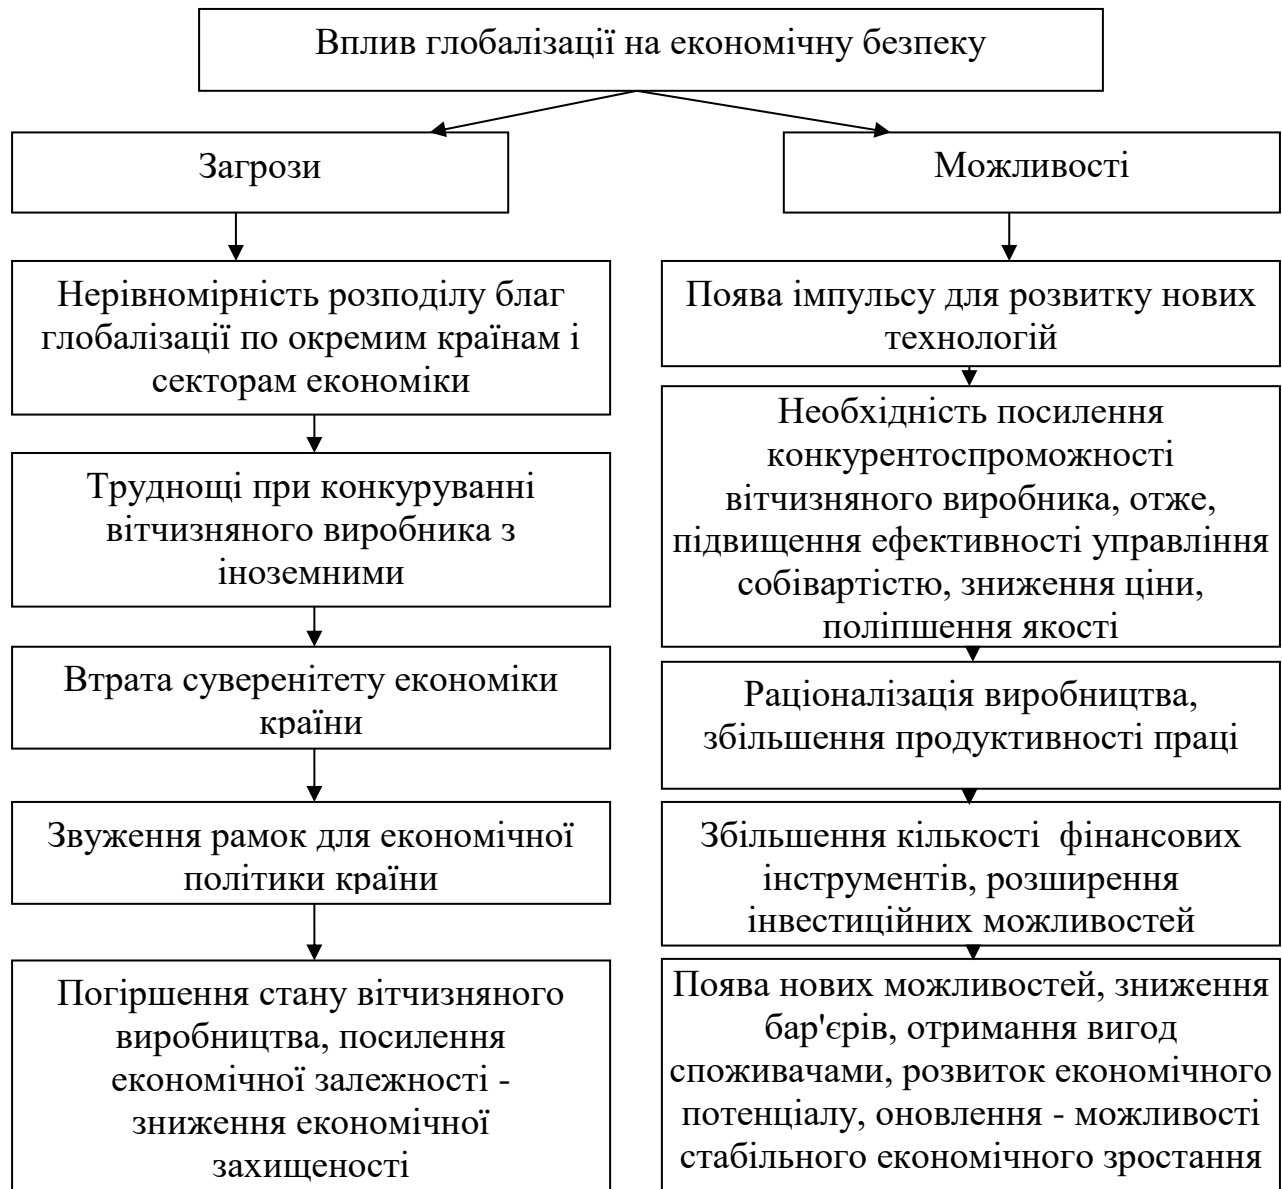 Вплив глобалізації на економічну безпеку
Загрози
Можливості
Нерівномірність розподілу благ
глобалізації по окремим країнам і
секторам економіки
Труднощі при конкуруванні
вітчизняного виробника з
іноземними
Втрата суверенітету економіки
країни
Звуження рамок для економічної
політики країни
Погіршення стану вітчизняного
виробництва, посилення
економічної залежності -
зниження економічної
захищеності
Поява імпульсу для розвитку нових
технологій
Необхідність посилення
конкурентоспроможності
вітчизняного виробника, отже,
підвищення ефективності управління
собівартістю, зниження ціни,
поліпшення якості
Раціоналізація виробництва,
збільшення продуктивності праці
Збільшення кількості  фінансових
інструментів, розширення
інвестиційних можливостей
Поява нових можливостей, зниження
бар'єрів, отримання вигод
споживачами, розвиток економічного
потенціалу, оновлення - можливості
стабільного економічного зростання